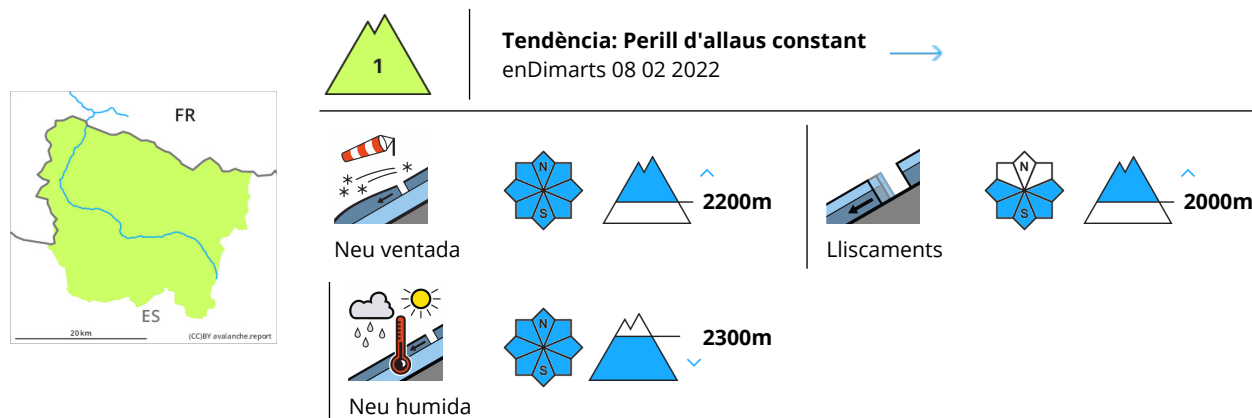 1
Tendència: Perill d'allaus constant
enDimarts 08 02 2022
FR
ES
20 km
(CC)BY avalanche.report
N
S
2200m
Neu ventada
N
S
2000m
Lliscaments
N
S
2300m
Neu humida